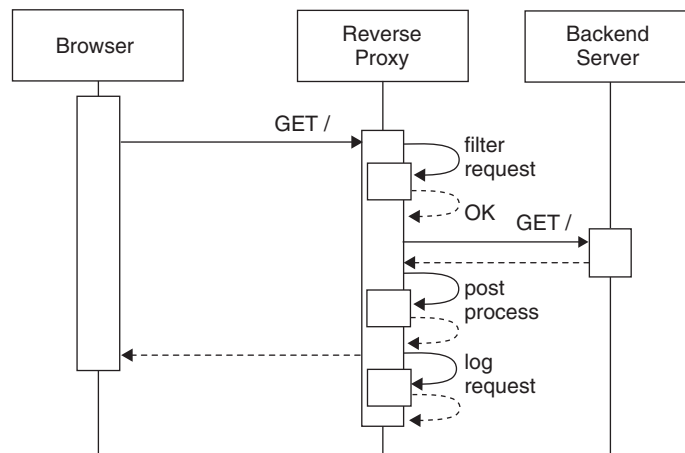 Browser
Reverse
Proxy
Backend
Server
GET /
filter
request
OK
GET /
post
process
log
request